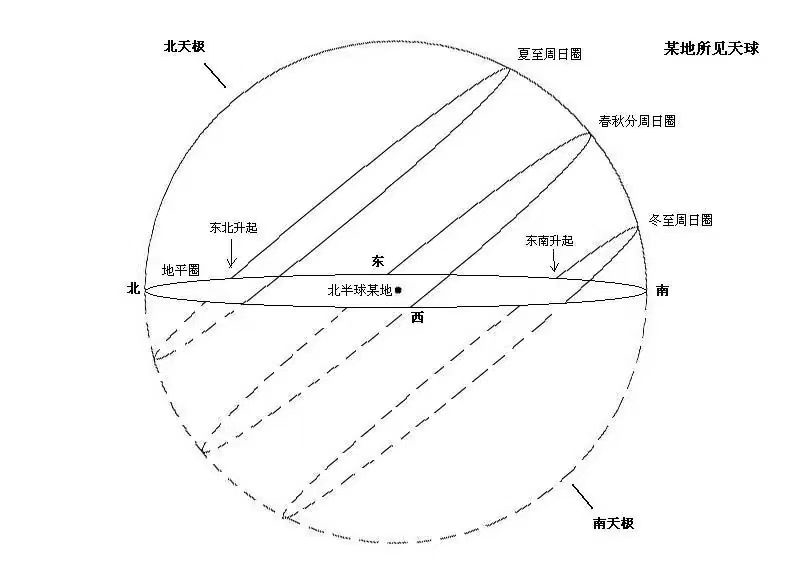 北天极
某地所见天球
夏至周日圈
春秋分周日圈
冬至周日圈
东北升起
东南升起
地平圈
东
北
北半球某地
南
西
南天极